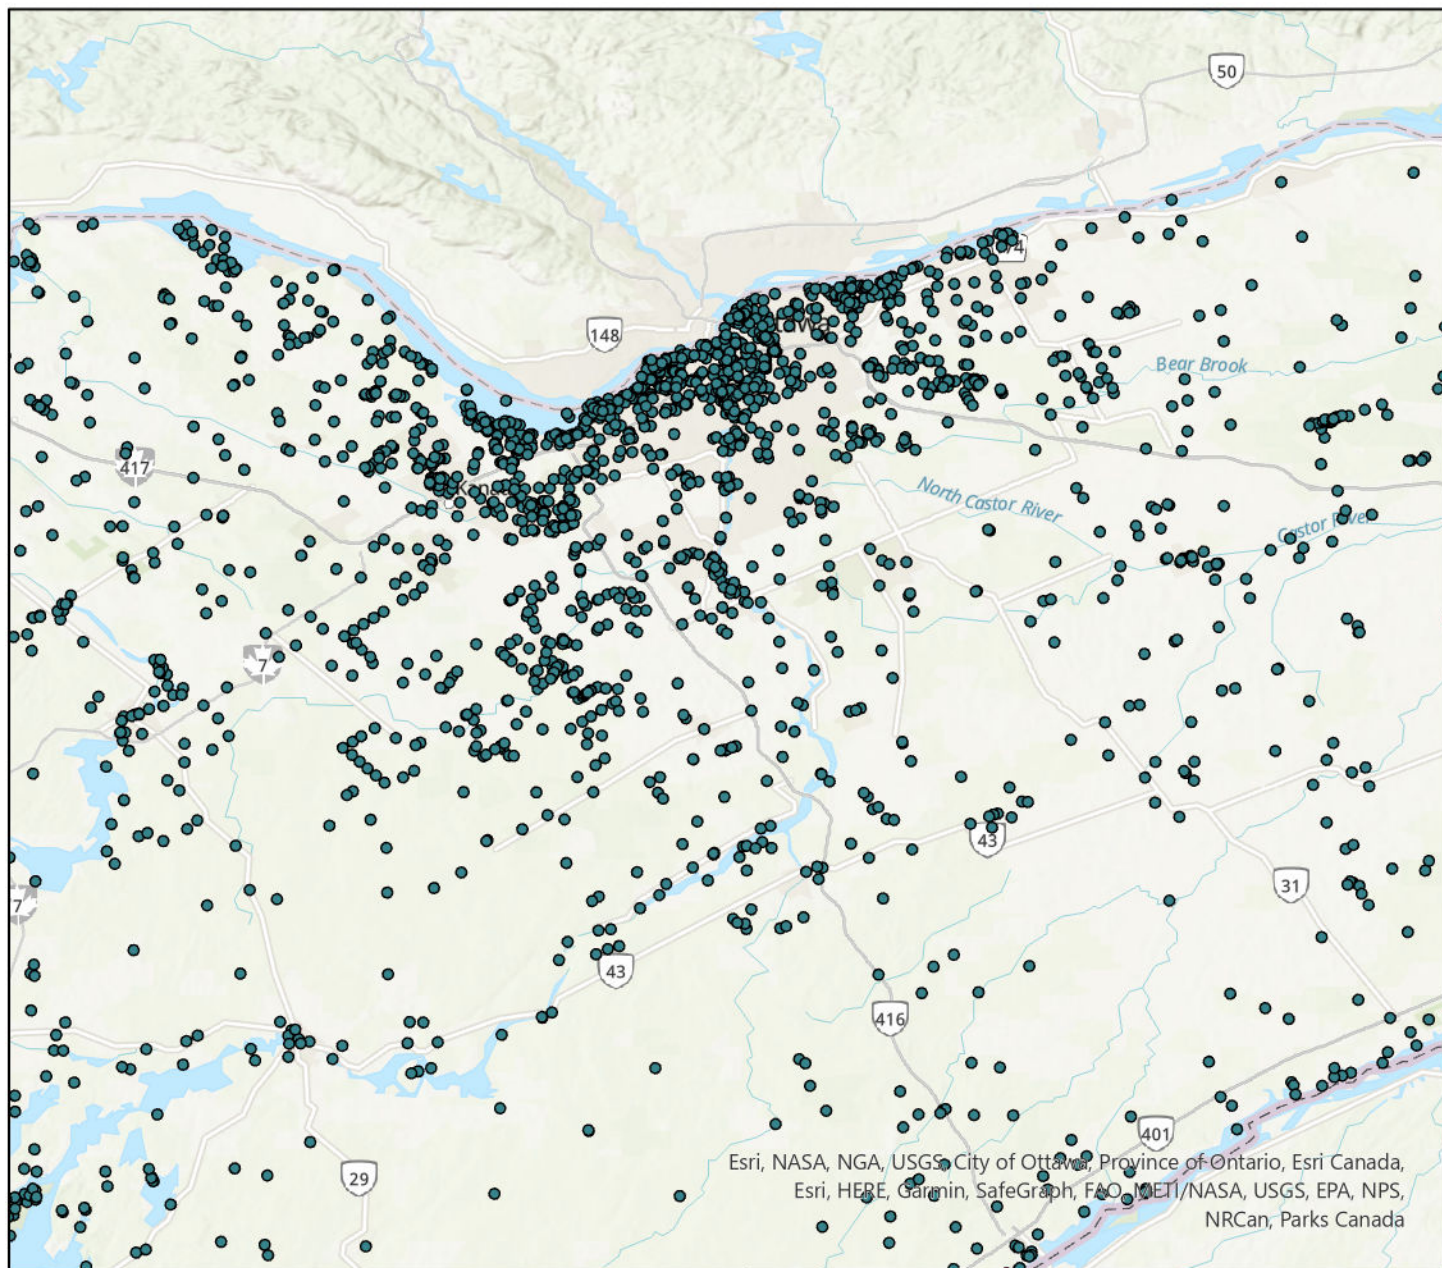 50
74
148
Bear Brook
417
North Castor River
Castor River
7
43
31
7
43
416
401
29
Esri, NASA, NGA, USGS, City of Ottawa, Province of Ontario, Esri Canada,
Esri, HERE, Garmin, SafeGraph, FAO, METI/NASA, USGS, EPA, NPS,
NRCan, Parks Canada